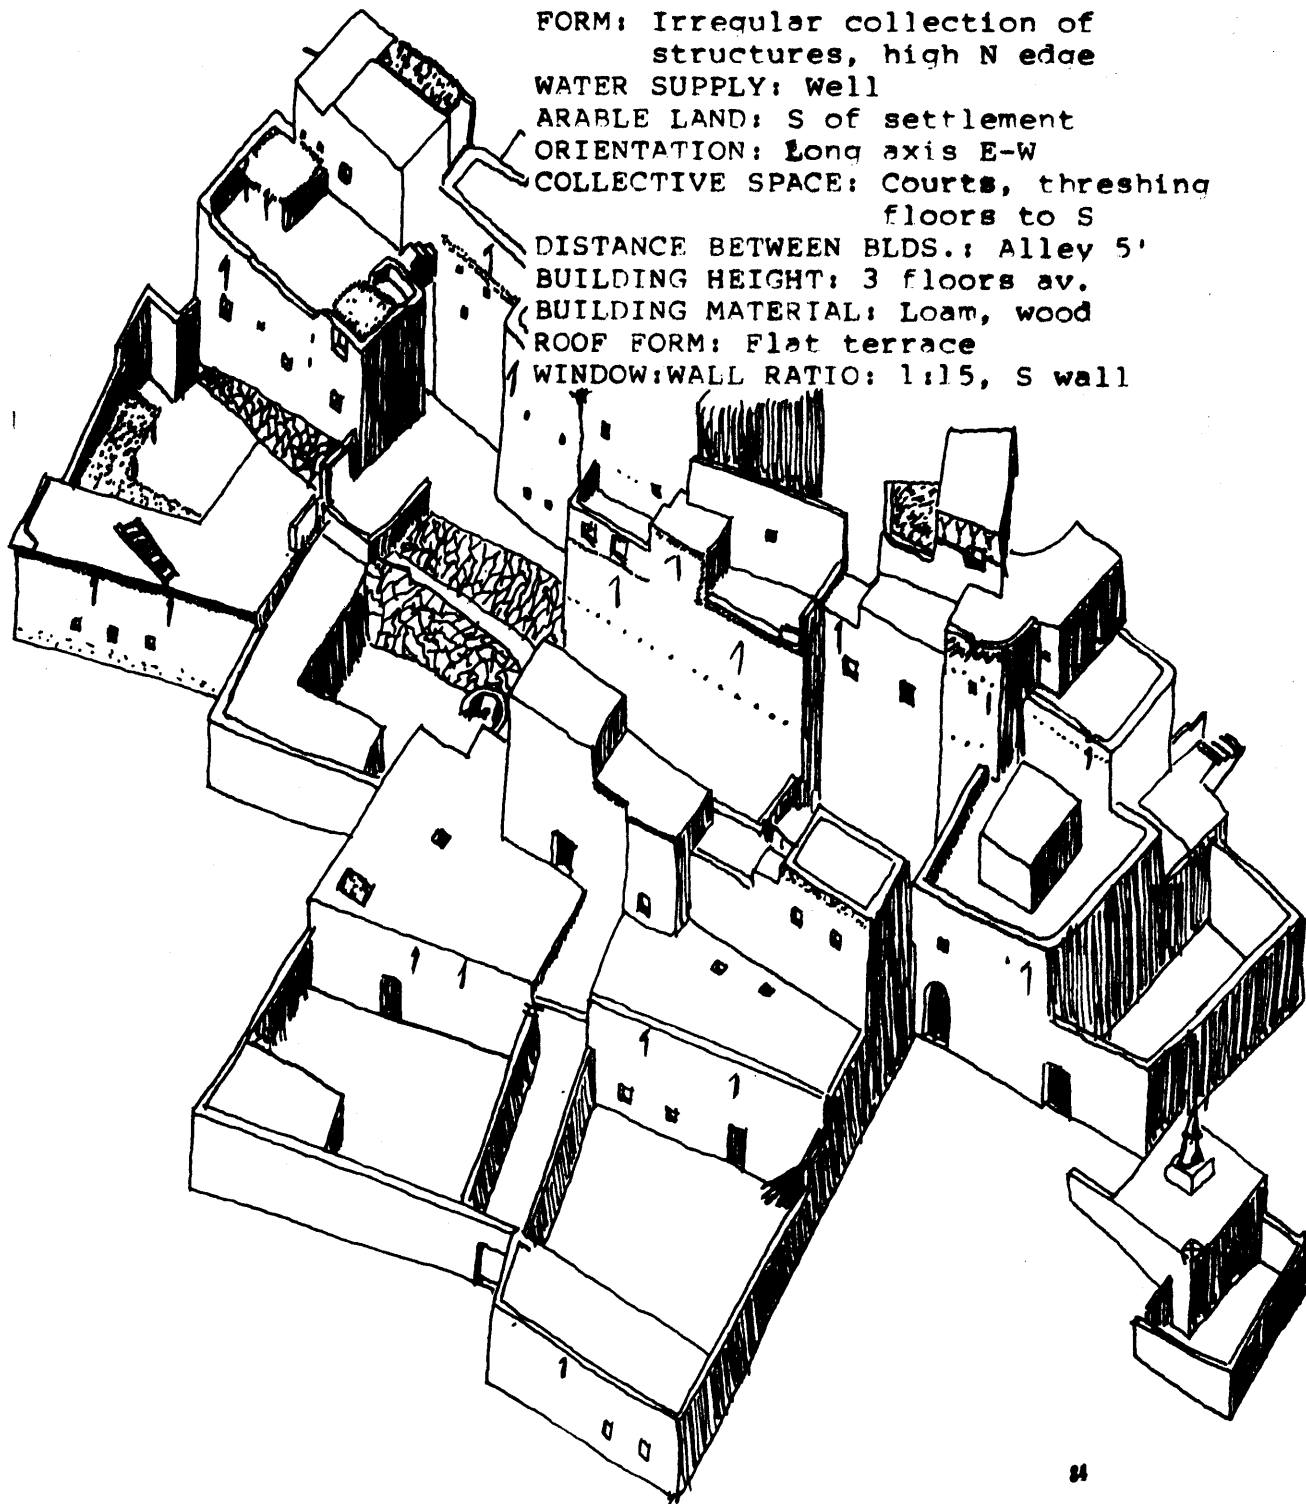 FORM: Irregular collection of
structures, high N edge
WATER SUPPLY: Well
ARABLE LAND: S of settlement
ORIENTATION: Long axis E-W
COLLECTIVE SPACE: Courts, threshing
floors to S
DISTANCE BETWEEN BLDS.: Alley 5'
BUILDING HEIGHT: 3 floors av.
BUILDING MATERIAL: Loam, wood
ROOF FORM: Flat terrace
WINDOW:WALL RATIO: 1:15, S wall
84